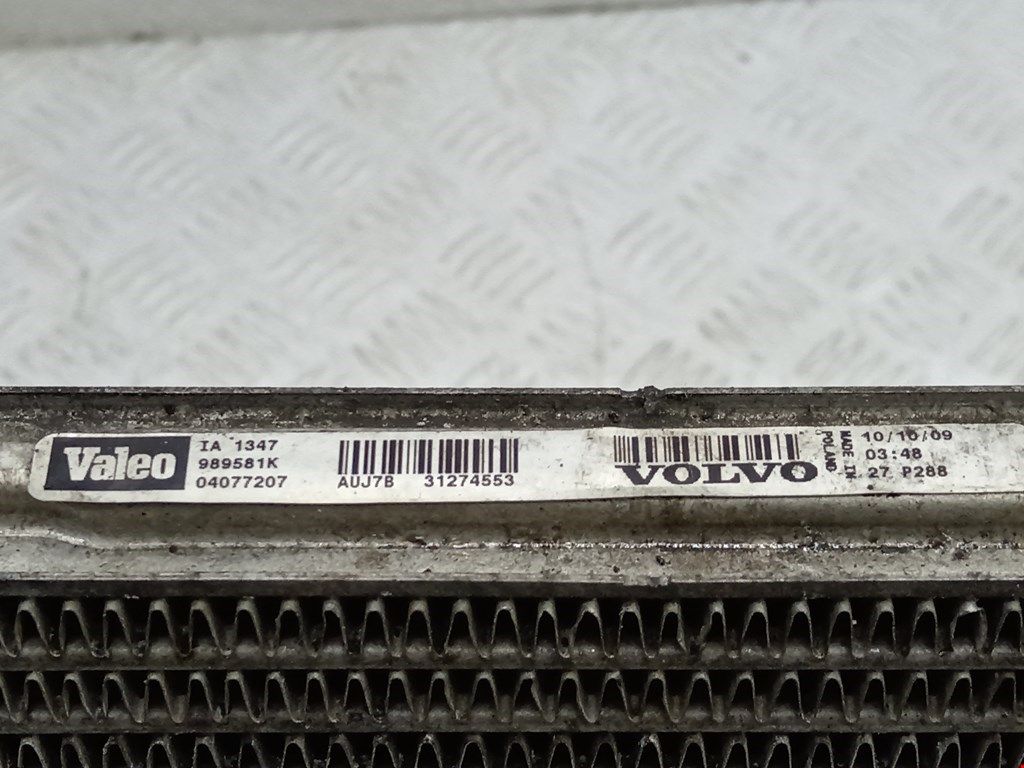 Valeo
IA 1347
989581K
04077207
AUJ7B 31274553
VOLVO
MADE IN
POLAND
10/10/09
03:48
27 P288